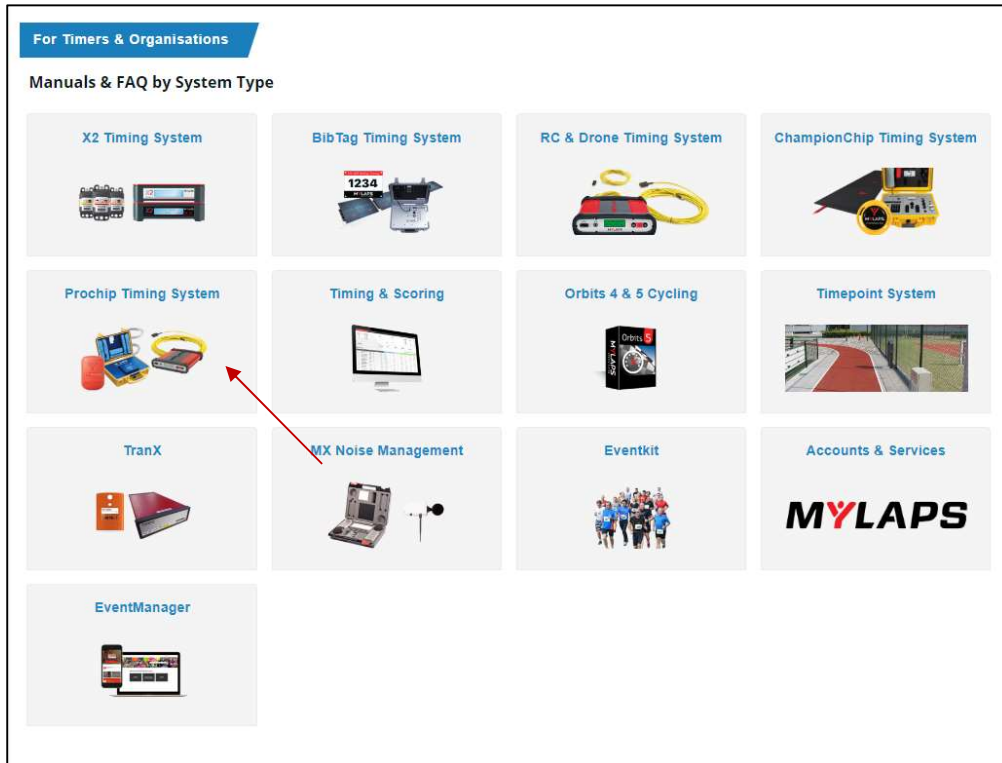 For Timers & Organisations
Manuals & FAQ by System Type
X2 Timing System
BibTag Timing System
RC & Drone Timing System
ChampionChip Timing System
1234
MYLAPS
MYLAPS
MYLAPS
Prochip Timing System
Timing & Scoring
Orbits 4 & 5 Cycling
Timepoint System
Orbits 5
MYLAPS
TranX
MX Noise Management
Eventkit
Accounts & Services
MYLAPS
EventManager